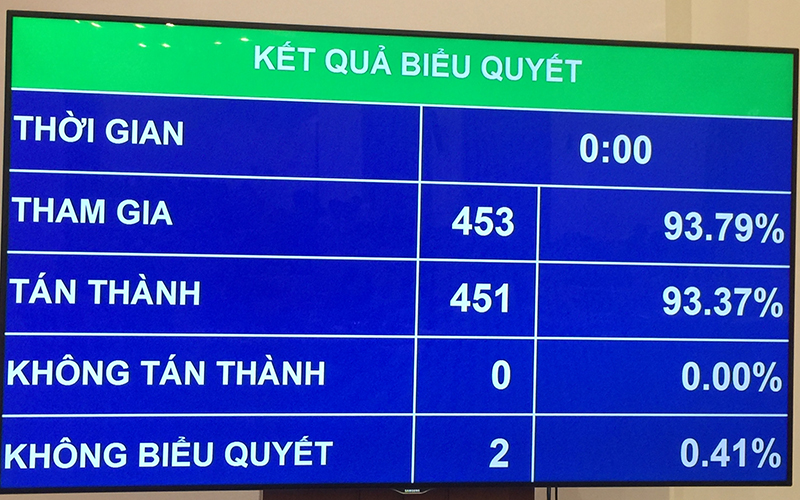 KẾT QUẢ BIỂU QUYẾT
THỜI GIAN 0:00
THAM GIA 453 93.79%
TÁN THÀNH 451 93.37%
KHÔNG TÁN THÀNH 0 0.00%
KHÔNG BIỂU QUYẾT 2 0.41%
SAMSUNG